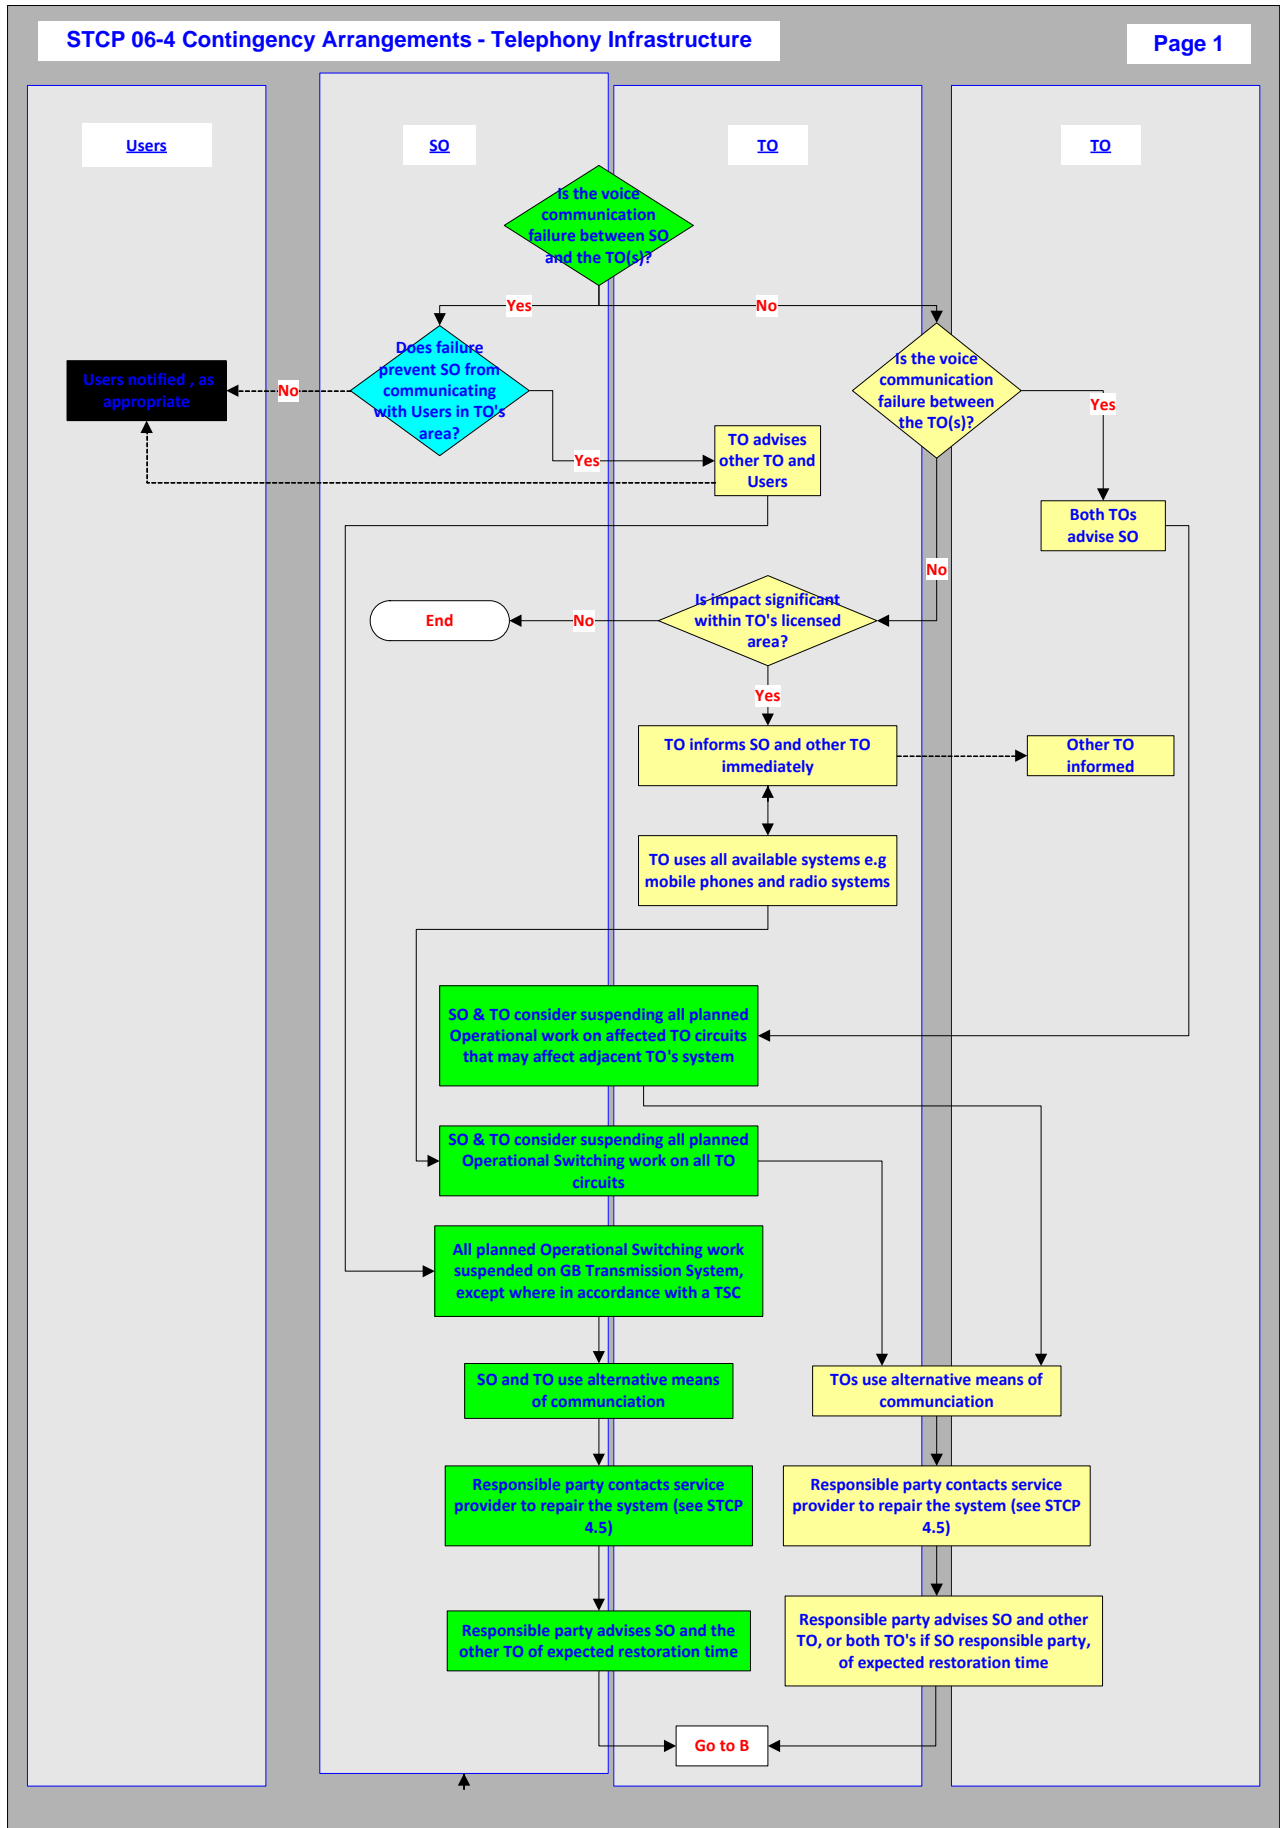 STCP 06-4 Contingency Arrangements - Telephony Infrastructure
Page 1
Users
SO
TO
TO
Is the voice
communication
failure between SO
and the TO(s)?
Yes
No
Does failure
prevent SO from
communicating
with Users in TO's
area?
Is the voice
communication
failure between
the TO(s)?
Users notified , as
appropriate
No
Yes
Yes
TO advises
other TO and
Users
Both TOs
advise SO
No
Is impact significant
within TO's licensed
area?
No
End
Yes
TO informs SO and other TO
immediately
Other TO
informed
TO uses all available systems e.g
mobile phones and radio systems
SO & TO consider suspending all planned
Operational work on affected TO circuits
that may affect adjacent TO's system
SO & TO consider suspending all planned
Operational Switching work on all TO
circuits
All planned Operational Switching work
suspended on GB Transmission System,
except where in accordance with a TSC
SO and TO use alternative means
of communciation
TOs use alternative means of
communciation
Responsible party contacts service
provider to repair the system (see STCP
4.5)
Responsible party contacts service
provider to repair the system (see STCP
4.5)
Responsible party advises SO and the
other TO of expected restoration time
Responsible party advises SO and other
TO, or both TO's if SO responsible party,
of expected restoration time
Go to B